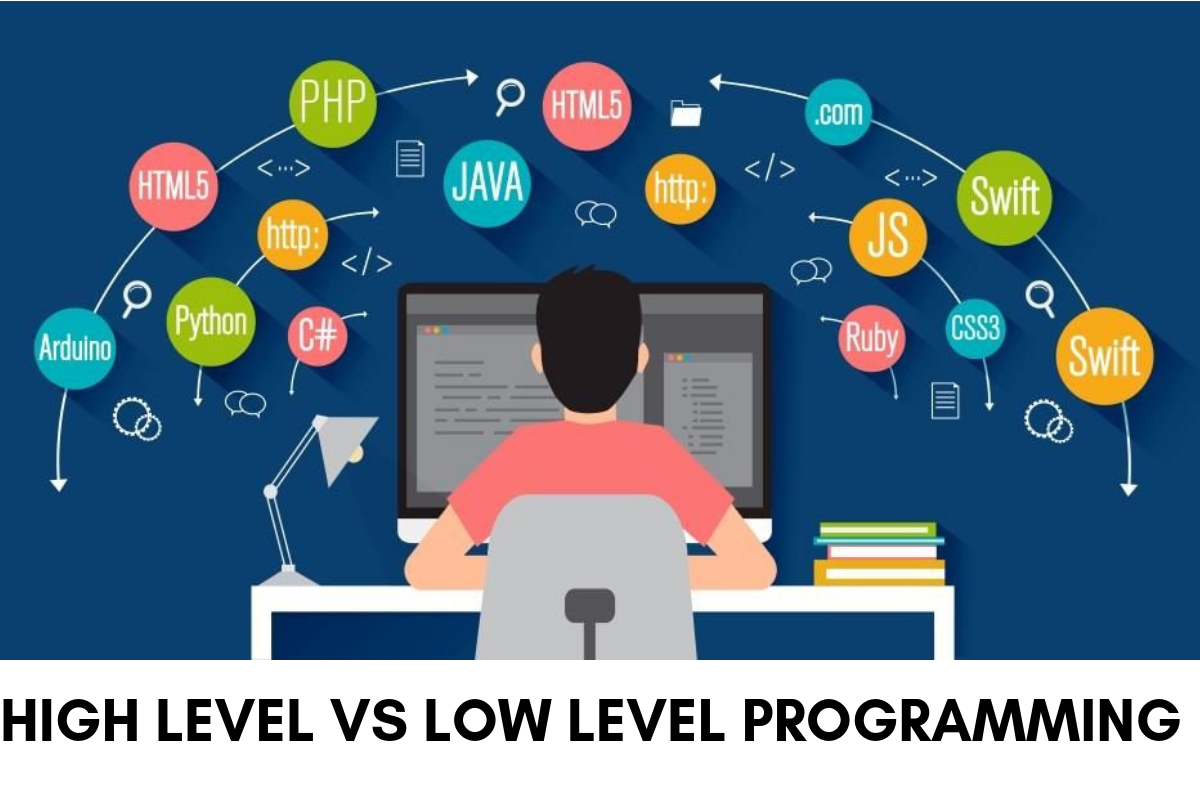 PHP
HTML5
.com
HTML5
JAVA
http:
Swift
http:
JS
Arduino
Python
C#
Ruby
CSS3
Swift
<···>
</>
</>
<···>
HIGH LEVEL VS LOW LEVEL PROGRAMMING